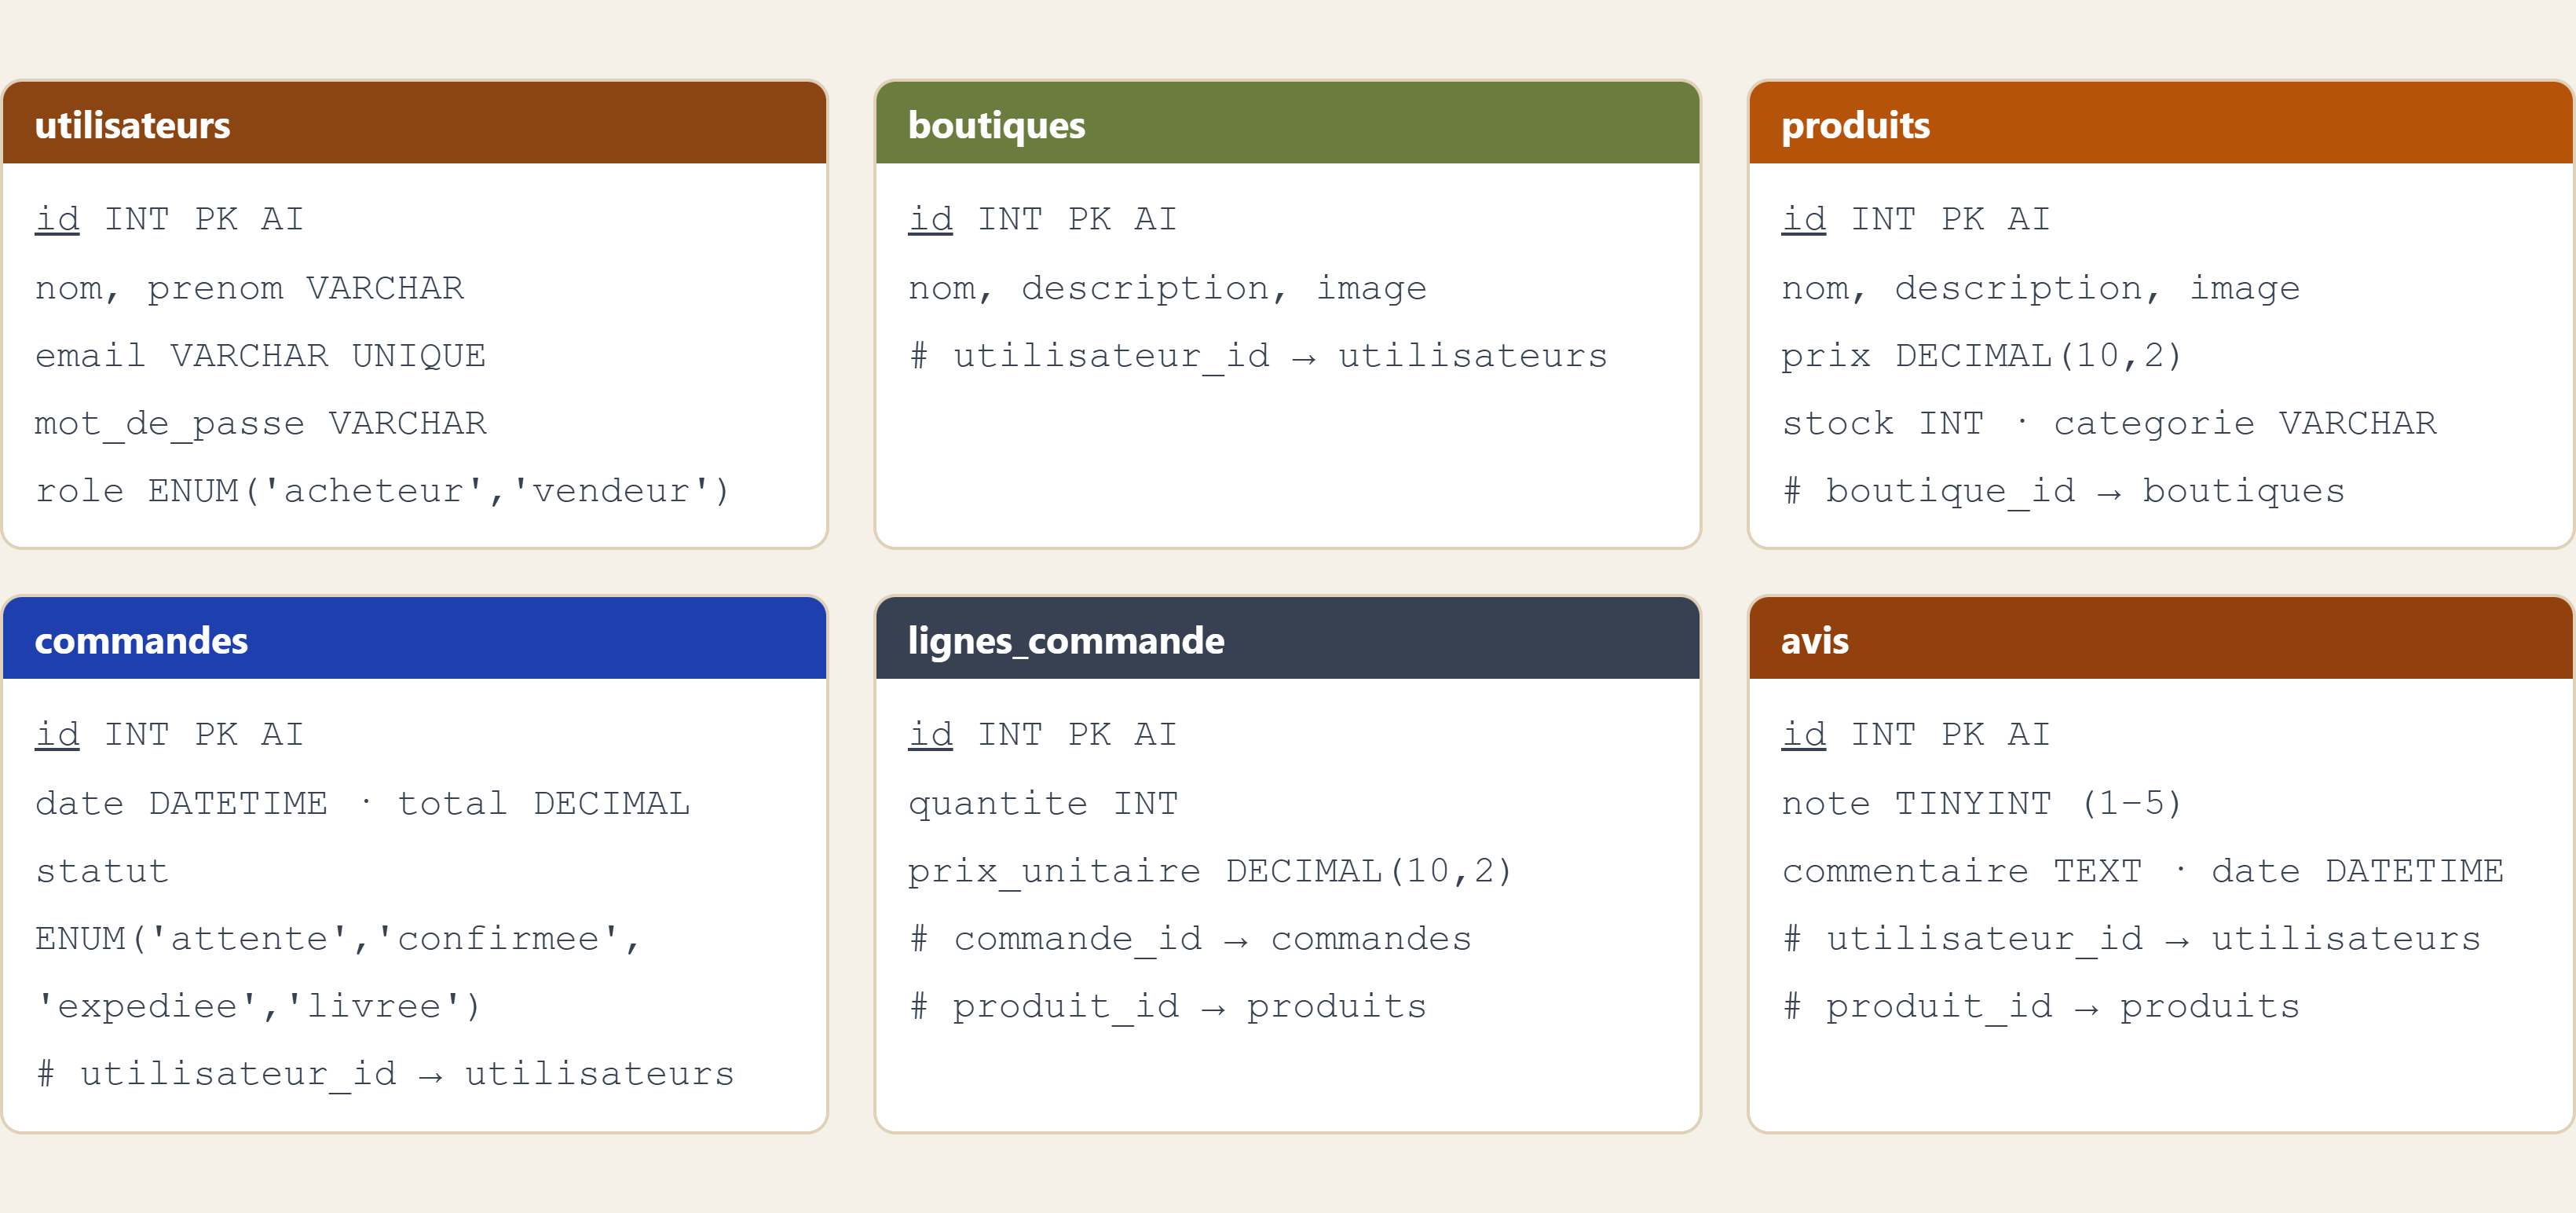 utilisateurs
id INT PK AI
nom, prenom VARCHAR
email VARCHAR UNIQUE
mot_de_passe VARCHAR
role ENUM('acheteur','vendeur')
boutiques
id INT PK AI
nom, description, image
# utilisateur_id → utilisateurs
produits
id INT PK AI
nom, description, image
prix DECIMAL(10,2)
stock INT · categorie VARCHAR
# boutique_id → boutiques
commandes
id INT PK AI
date DATETIME · total DECIMAL
statut
ENUM('attente','confirmee',
'expediee','livree')
# utilisateur_id → utilisateurs
lignes_commande
id INT PK AI
quantite INT
prix_unitaire DECIMAL(10,2)
# commande_id → commandes
# produit_id → produits
avis
id INT PK AI
note TINYINT (1–5)
commentaire TEXT · date DATETIME
# utilisateur_id → utilisateurs
# produit_id → produits